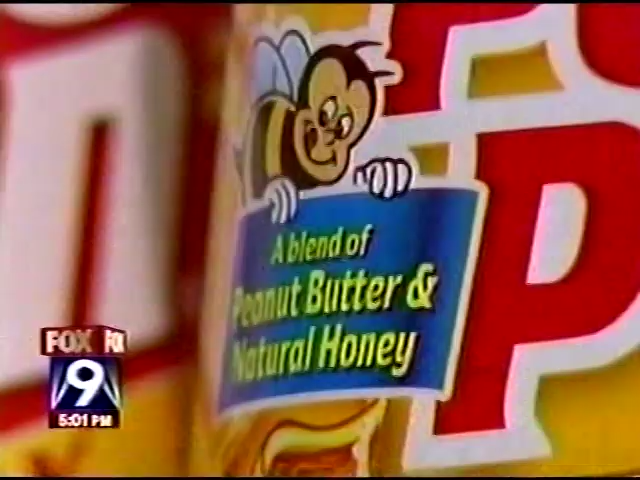 A blend of
Peanut Butter &
Natural Honey
P
FOX
9
5:01 PM